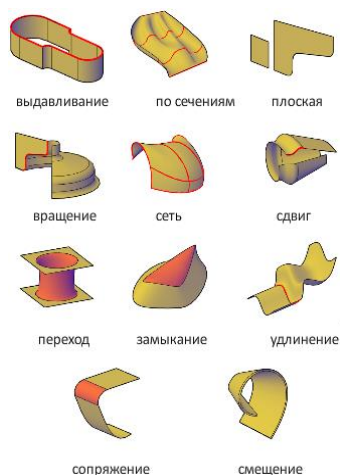 выдавливание по сечениям плоская
вращение сеть сдвиг
переход замыкание удлинение
сопряжение смещение